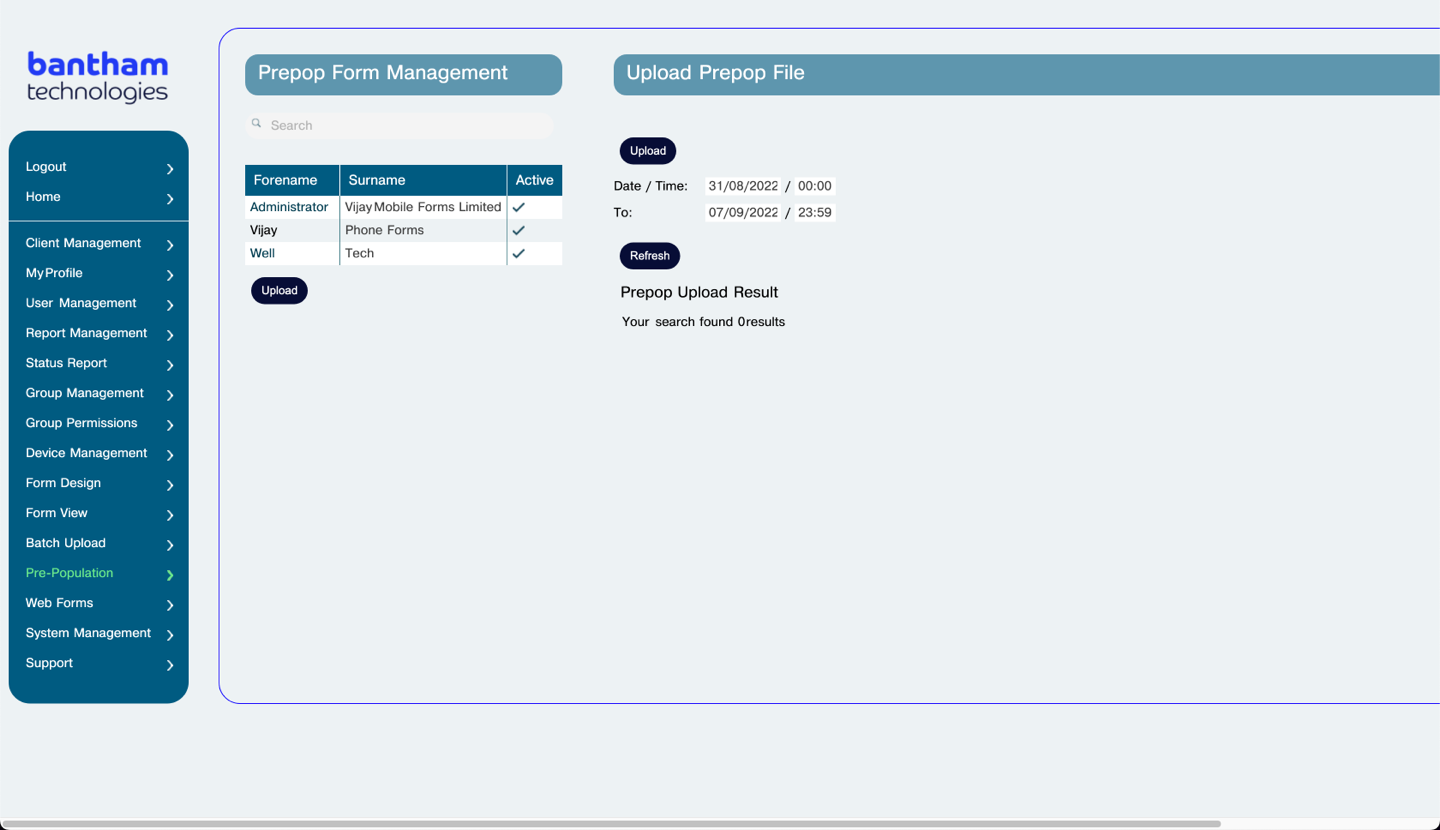 bantham
technologies
Logout
Home
Client Management
My Profile
User Management
Report Management
Status Report
Group Management
Group Permissions
Device Management
Form Design
Form View
Batch Upload
Pre-Population
Web Forms
System Management
Support
Prepop Form Management
Search
Forename Surname Active
Administrator Vijay Mobile Forms Limited
Vijay Phone Forms
Well Tech
Upload
Upload Prepop File
Upload
Date / Time: 31/08/2022 / 00:00
To: 07/09/2022 / 23:59
Refresh
Prepop Upload Result
Your search found 0 results